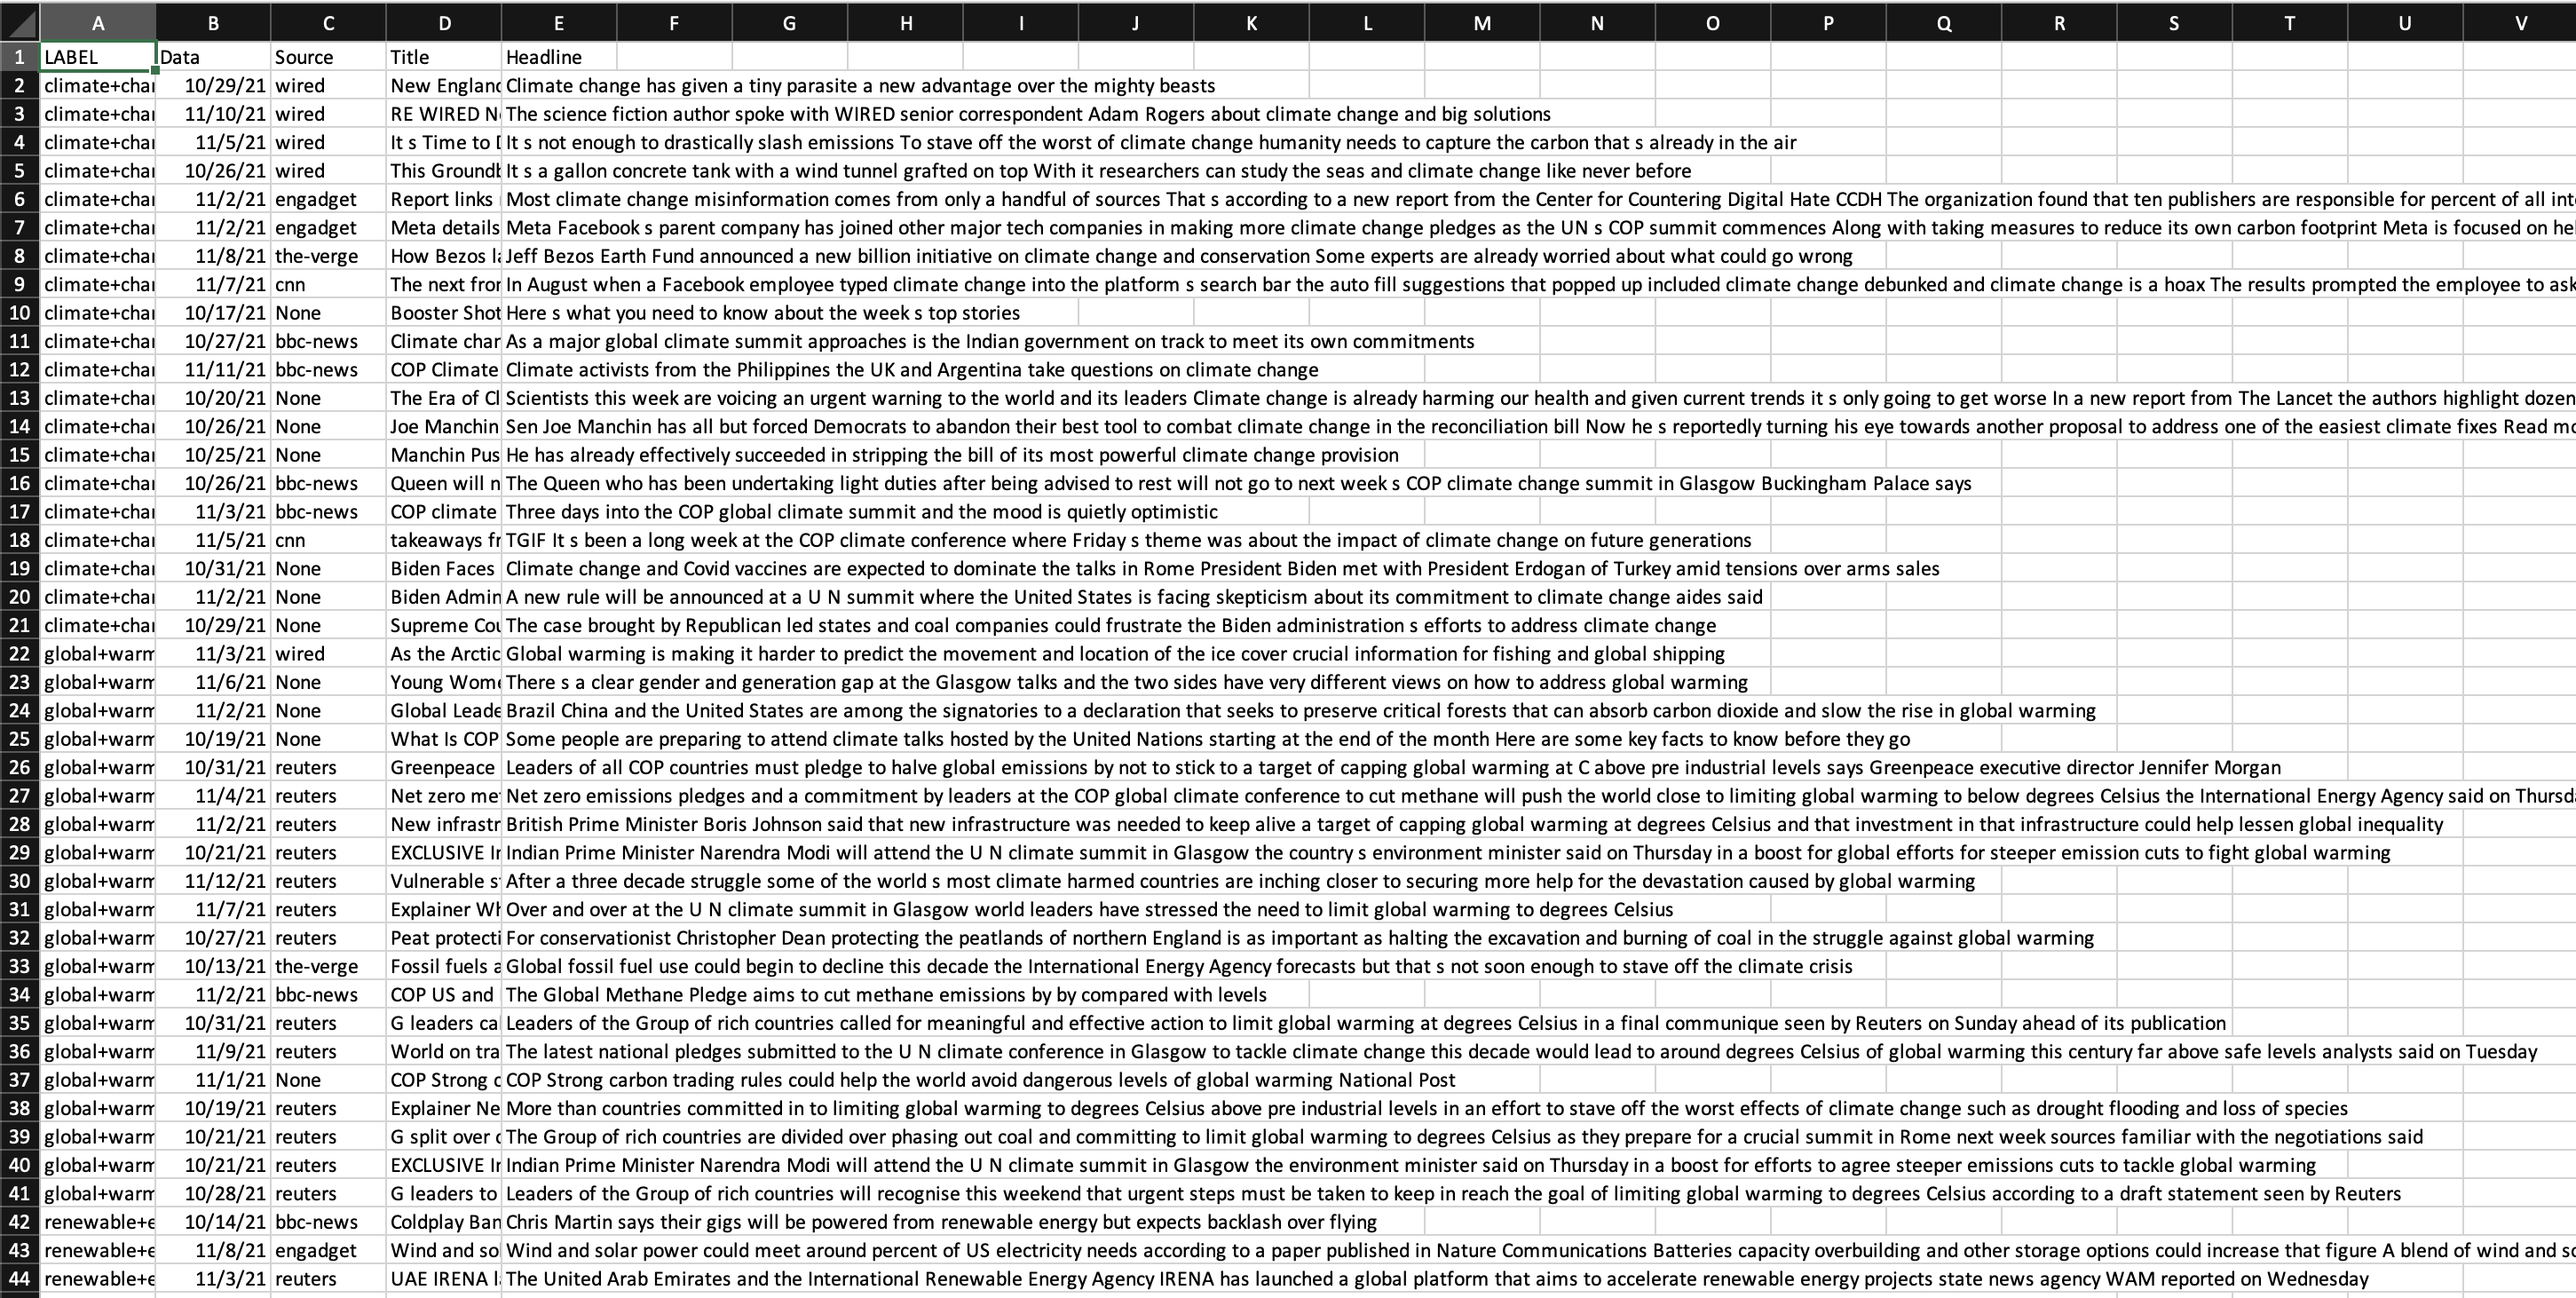 A B C D E F G H I J K L M N O P Q R S T U V
1 LABEL Data Source Title Headline
2 climate+char 10/29/21 wired New England Climate change has given a tiny parasite a new advantage over the mighty beasts
3 climate+char 11/10/21 wired RE WIRED N The science fiction author spoke with WIRED senior correspondent Adam Rogers about climate change and big solutions
4 climate+char 11/5/21 wired It s Time to It s not enough to drastically slash emissions To stave off the worst of climate change humanity needs to capture the carbon that s already in the air
5 climate+char 10/26/21 wired This Groundb It s a gallon concrete tank with a wind tunnel grafted on top With it researchers can study the seas and climate change like never before
6 climate+char 11/2/21 engadget Report links Most climate change misinformation comes from only a handful of sources That s according to a new report from the Center for Countering Digital Hate CCDH The organization found that ten publishers are responsible for percent of all inte
7 climate+char 11/2/21 engadget Meta details Meta Facebook s parent company has joined other major tech companies in making more climate change pledges as the UN s COP summit commences Along with taking measures to reduce its own carbon footprint Meta is focused on hel
8 climate+char 11/8/21 the-verge How Bezos la Jeff Bezos Earth Fund announced a new billion initiative on climate change and conservation Some experts are already worried about what could go wrong
9 climate+char 11/7/21 cnn The next fron In August when a Facebook employee typed climate change into the platform s search bar the auto fill suggestions that popped up included climate change debunked and climate change is a hoax The results prompted the employee to ask
10 climate+char 10/17/21 None Booster Shot Here s what you need to know about the week s top stories
11 climate+char 10/27/21 bbc-news Climate char As a major global climate summit approaches is the Indian government on track to meet its own commitments
12 climate+char 11/11/21 bbc-news COP Climate Climate activists from the Philippines the UK and Argentina take questions on climate change
13 climate+char 10/20/21 None The Era of Cl Scientists this week are voicing an urgent warning to the world and its leaders Climate change is already harming our health and given current trends it s only going to get worse In a new report from The Lancet the authors highlight dozen
14 climate+char 10/26/21 None Joe Manchin Sen Joe Manchin has all but forced Democrats to abandon their best tool to combat climate change in the reconciliation bill Now he s reportedly turning his eye towards another proposal to address one of the easiest climate fixes Read mo
15 climate+char 10/25/21 None Manchin Pus He has already effectively succeeded in stripping the bill of its most powerful climate change provision
16 climate+char 10/26/21 bbc-news Queen will n The Queen who has been undertaking light duties after being advised to rest will not go to next week s COP climate change summit in Glasgow Buckingham Palace says
17 climate+char 11/3/21 bbc-news COP climate Three days into the COP global climate summit and the mood is quietly optimistic
18 climate+char 11/5/21 cnn takeaways fr TGIF It s been a long week at the COP climate conference where Friday s theme was about the impact of climate change on future generations
19 climate+char 10/31/21 None Biden Faces Climate change and Covid vaccines are expected to dominate the talks in Rome President Biden met with President Erdogan of Turkey amid tensions over arms sales
20 climate+char 11/2/21 None Biden Admin A new rule will be announced at a U N summit where the United States is facing skepticism about its commitment to climate change aides said
21 climate+char 10/29/21 None Supreme Cou The case brought by Republican led states and coal companies could frustrate the Biden administration s efforts to address climate change
22 global+warm 11/3/21 wired As the Arctic Global warming is making it harder to predict the movement and location of the ice cover crucial information for fishing and global shipping
23 global+warm 11/6/21 None Young Wome There s a clear gender and generation gap at the Glasgow talks and the two sides have very different views on how to address global warming
24 global+warm 11/2/21 None Global Leade Brazil China and the United States are among the signatories to a declaration that seeks to preserve critical forests that can absorb carbon dioxide and slow the rise in global warming
25 global+warm 10/19/21 None What Is COP Some people are preparing to attend climate talks hosted by the United Nations starting at the end of the month Here are some key facts to know before they go
26 global+warm 10/31/21 reuters Greenpeace Leaders of all COP countries must pledge to halve global emissions by not to stick to a target of capping global warming at C above pre industrial levels says Greenpeace executive director Jennifer Morgan
27 global+warm 11/4/21 reuters Net zero me Net zero emissions pledges and a commitment by leaders at the COP global climate conference to cut methane will push the world close to limiting global warming to below degrees Celsius the International Energy Agency said on Thursda
28 global+warm 11/2/21 reuters New infrastr British Prime Minister Boris Johnson said that new infrastructure was needed to keep alive a target of capping global warming at degrees Celsius and that investment in that infrastructure could help lessen global inequality
29 global+warm 10/21/21 reuters EXCLUSIVE Ir Indian Prime Minister Narendra Modi will attend the U N climate summit in Glasgow the country s environment minister said on Thursday in a boost for global efforts for steeper emission cuts to fight global warming
30 global+warm 11/12/21 reuters Vulnerable s After a three decade struggle some of the world s most climate harmed countries are inching closer to securing more help for the devastation caused by global warming
31 global+warm 11/7/21 reuters Explainer Wh Over and over at the U N climate summit in Glasgow world leaders have stressed the need to limit global warming to degrees Celsius
32 global+warm 10/27/21 reuters Peat protecti For conservationist Christopher Dean protecting the peatlands of northern England is as important as halting the excavation and burning of coal in the struggle against global warming
33 global+warm 10/13/21 the-verge Fossil fuels a Global fossil fuel use could begin to decline this decade the International Energy Agency forecasts but that s not soon enough to stave off the climate crisis
34 global+warm 11/2/21 bbc-news COP US and The Global Methane Pledge aims to cut methane emissions by by compared with levels
35 global+warm 10/31/21 reuters G leaders cal Leaders of the Group of rich countries called for meaningful and effective action to limit global warming at degrees Celsius in a final communique seen by Reuters on Sunday ahead of its publication
36 global+warm 11/9/21 reuters World on tra The latest national pledges submitted to the U N climate conference in Glasgow to tackle climate change this decade would lead to around degrees Celsius of global warming this century far above safe levels analysts said on Tuesday
37 global+warm 11/1/21 None COP Strong c COP Strong carbon trading rules could help the world avoid dangerous levels of global warming National Post
38 global+warm 10/19/21 reuters Explainer Ne More than countries committed in to limiting global warming to degrees Celsius above pre industrial levels in an effort to stave off the worst effects of climate change such as drought flooding and loss of species
39 global+warm 10/21/21 reuters G split over c The Group of rich countries are divided over phasing out coal and committing to limit global warming to degrees Celsius as they prepare for a crucial summit in Rome next week sources familiar with the negotiations said
40 global+warm 10/21/21 reuters EXCLUSIVE Ir Indian Prime Minister Narendra Modi will attend the U N climate summit in Glasgow the environment minister said on Thursday in a boost for efforts to agree steeper emissions cuts to tackle global warming
41 global+warm 10/28/21 reuters G leaders to Leaders of the Group of rich countries will recognise this weekend that urgent steps must be taken to keep in reach the goal of limiting global warming to degrees Celsius according to a draft statement seen by Reuters
42 renewable+e 10/14/21 bbc-news Coldplay Ban Chris Martin says their gigs will be powered from renewable energy but expects backlash over flying
43 renewable+e 11/8/21 engadget Wind and sol Wind and solar power could meet around percent of US electricity needs according to a paper published in Nature Communications Batteries capacity overbuilding and other storage options could increase that figure A blend of wind and so
44 renewable+e 11/3/21 reuters UAE IRENA l The United Arab Emirates and the International Renewable Energy Agency IRENA has launched a global platform that aims to accelerate renewable energy projects state news agency WAM reported on Wednesday